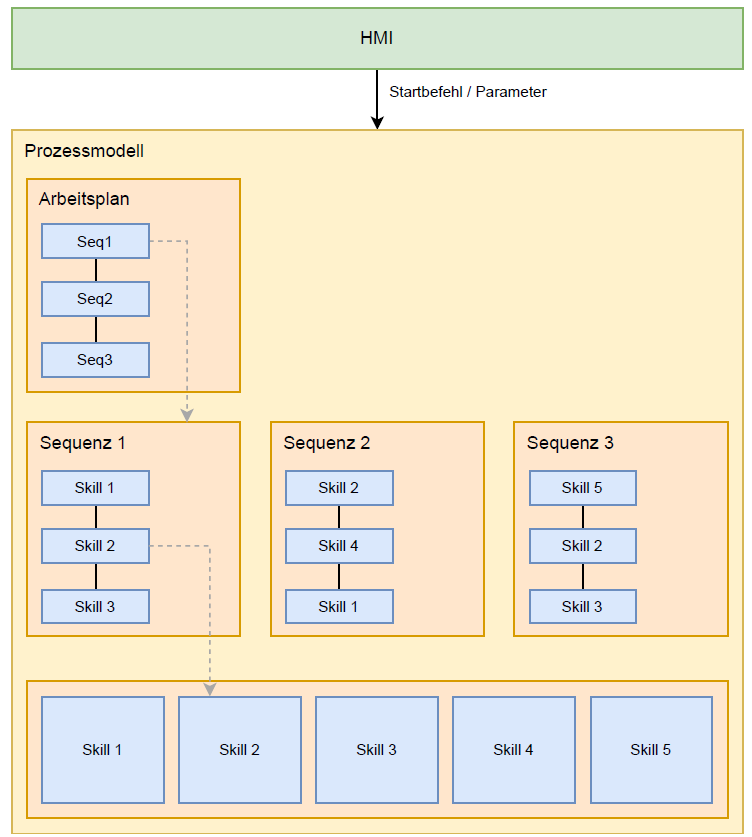 HMI
Startbefehl / Parameter
Prozessmodell
Arbeitsplan
Seq1
Seq2
Seq3
Sequenz 1
Skill 1
Skill 2
Skill 3
Sequenz 2
Skill 2
Skill 4
Skill 1
Sequenz 3
Skill 5
Skill 2
Skill 3
Skill 1
Skill 2
Skill 3
Skill 4
Skill 5